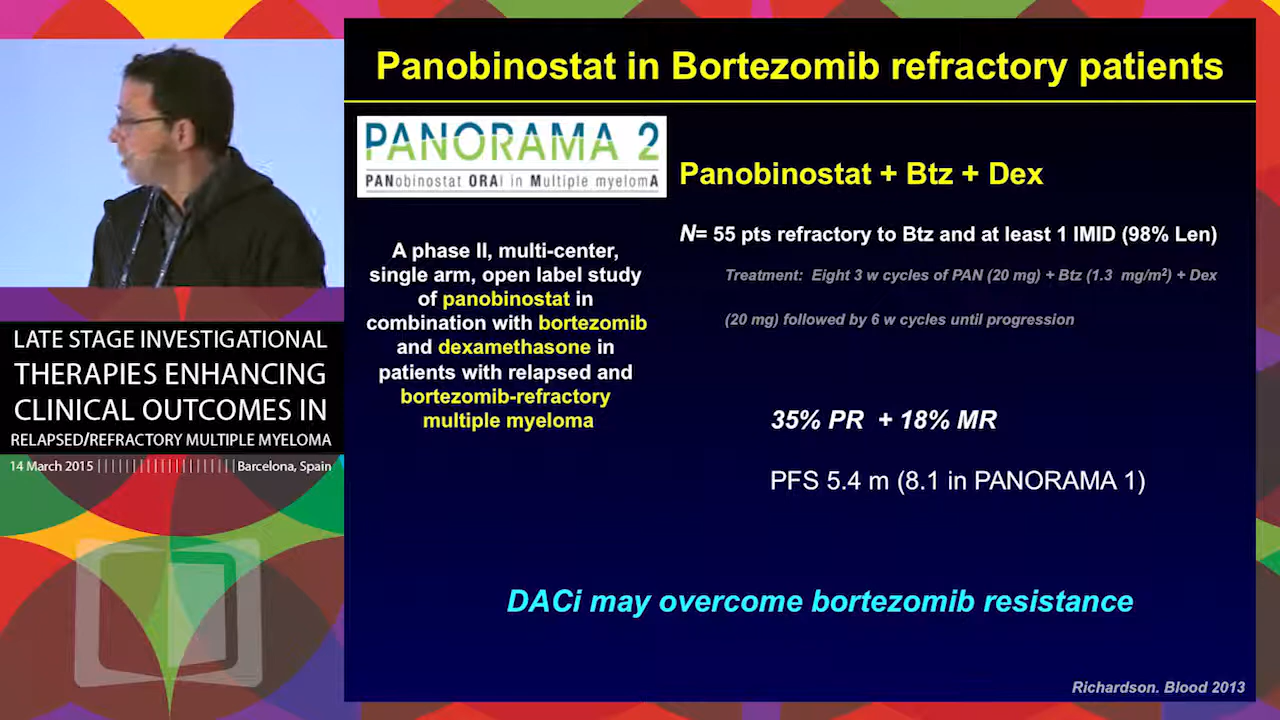 Panobinostat in Bortezomib refractory patients
PANORAMA 2
PANobinostat ORAl in Multiple myelomA
Panobinostat + Btz + Dex
A phase II, multi-center,
single arm, open label study
of panobinostat in
combination with bortezomib
and dexamethasone in
patients with relapsed and
bortezomib-refractory
multiple myeloma
N= 55 pts refractory to Btz and at least 1 IMID (98% Len)
Treatment: Eight 3 w cycles of PAN (20 mg) + Btz (1.3 mg/m²) + Dex
(20 mg) followed by 6 w cycles until progression
35% PR + 18% MR
PFS 5.4 m (8.1 in PANORAMA 1)
DACi may overcome bortezomib resistance
Richardson. Blood 2013
LATE STAGE INVESTIGATIONAL
THERAPIES ENHANCING
CLINICAL OUTCOMES IN
RELAPSED/REFRACTORY MULTIPLE MYELOMA
14 March 2015 | | | | | | | | | | | | | | | | | | | | | Barcelona, Spain